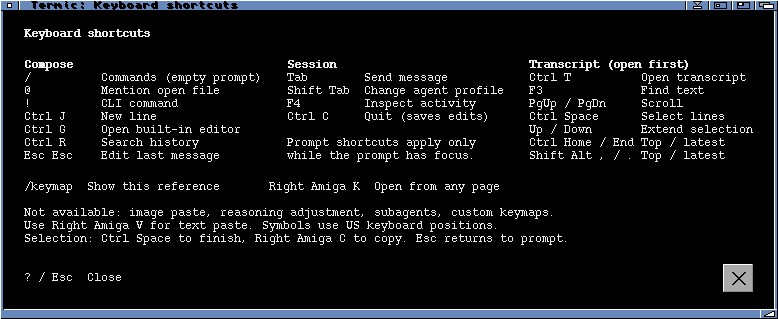 Termic: Keyboard shortcuts
Keyboard shortcuts
Compose Session Transcript (open first)
/ Commands (empty prompt) Tab Send message Ctrl T Open transcript
@ Mention open file Shift Tab Change agent profile F3 Find text
! CLI command F4 Inspect activity PgUp / PgDn Scroll
Ctrl J New line Ctrl C Quit (saves edits) Ctrl Space Select lines
Ctrl G Open built-in editor Up / Down Extend selection
Ctrl R Search history Prompt shortcuts apply only Ctrl Home / End Top / latest
Esc Esc Edit last message while the prompt has focus. Shift Alt , / . Top / latest
/keymap Show this reference Right Amiga K Open from any page
Not available: image paste, reasoning adjustment, subagents, custom keymaps.
Use Right Amiga V for text paste. Symbols use US keyboard positions.
Selection: Ctrl Space to finish, Right Amiga C to copy. Esc returns to prompt.
? / Esc Close